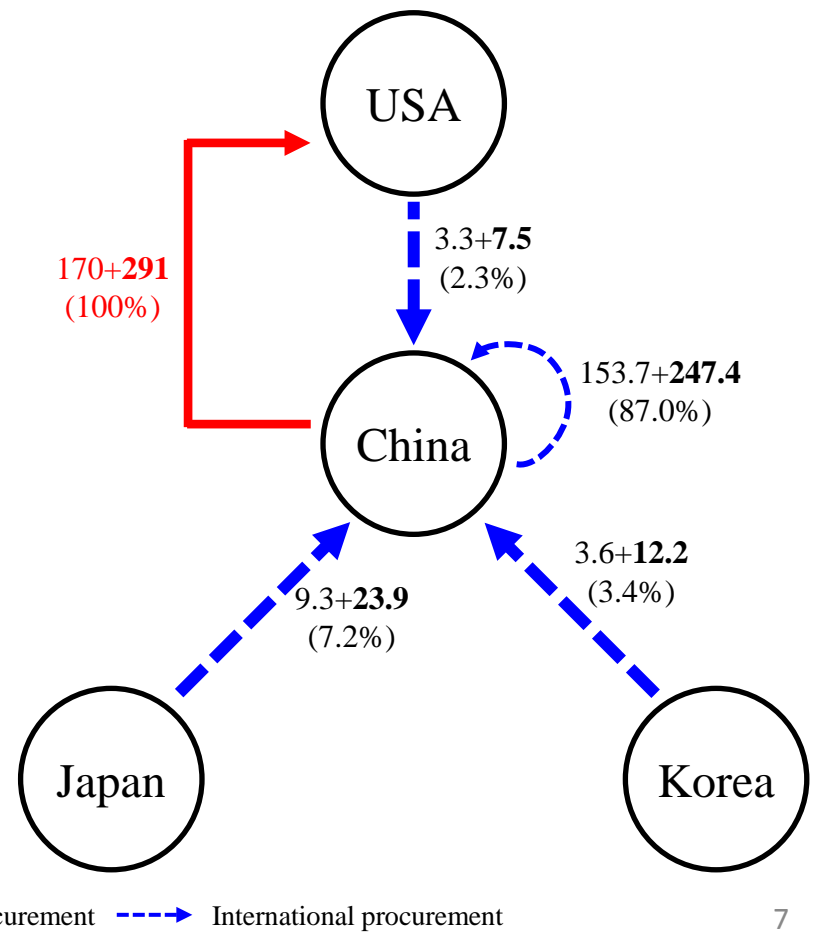 USA
3.3+7.5
(2.3%)
170+291
(100%)
153.7+247.4
(87.0%)
China
3.6+12.2
(3.4%)
9.3+23.9
(7.2%)
Japan
Korea
curement International procurement
7